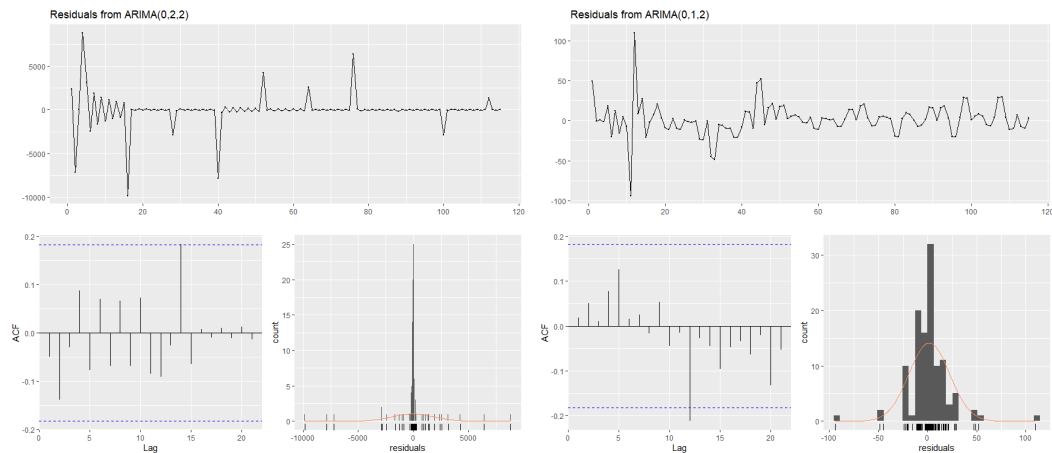 Residuals from ARIMA(0,2,2)
5000
0
-5000
-10000
0 20 40 60 80 100 120
0.2
0.1
0.0
-0.1
-0.2
ACF
0 5 10 15 20
Lag
25
20
15
10
5
0
count
-10000 -5000 0 5000
residuals
Residuals from ARIMA(0,1,2)
100
50
0
-50
-100
0 20 40 60 80 100 120
0.2
0.1
0.0
-0.1
-0.2
ACF
0 5 10 15 20
Lag
30
20
10
0
count
-100 -50 0 50 100
residuals